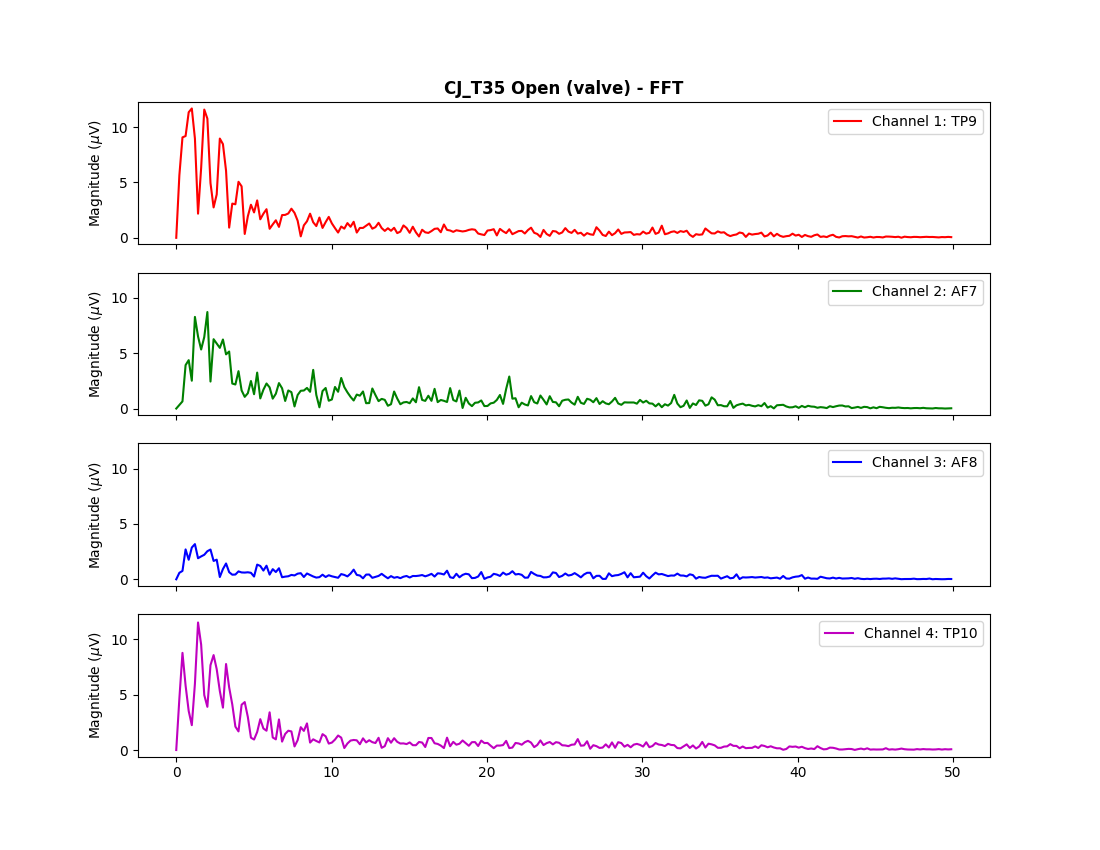 CJ_T35 Open (valve) - FFT
Magnitude (μV)
10
5
0
Channel 1: TP9
Magnitude (μV)
10
5
0
Channel 2: AF7
Magnitude (μV)
10
5
0
Channel 3: AF8
Magnitude (μV)
10
5
0
Channel 4: TP10
0 10 20 30 40 50